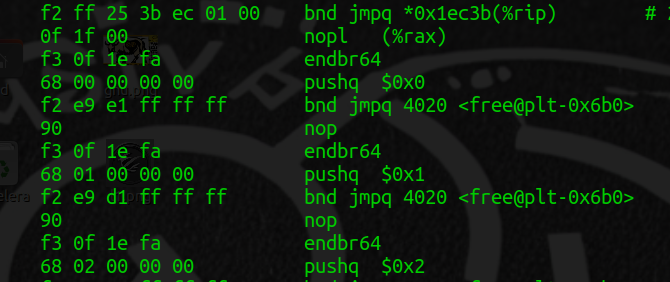 f2 ff 25 3b ec 01 00 bnd jmpq *0x1ec3b(%rip) #
0f 1f 00 nopl (%rax)
f3 0f 1e fa endbr64
68 00 00 00 00 pushq $0x0
f2 e9 e1 ff ff ff bnd jmpq 4020 <free@plt-0x6b0>
90 nop
f3 0f 1e fa endbr64
68 01 00 00 00 pushq $0x1
f2 e9 d1 ff ff ff bnd jmpq 4020 <free@plt-0x6b0>
90 nop
f3 0f 1e fa endbr64
68 02 00 00 00 pushq $0x2